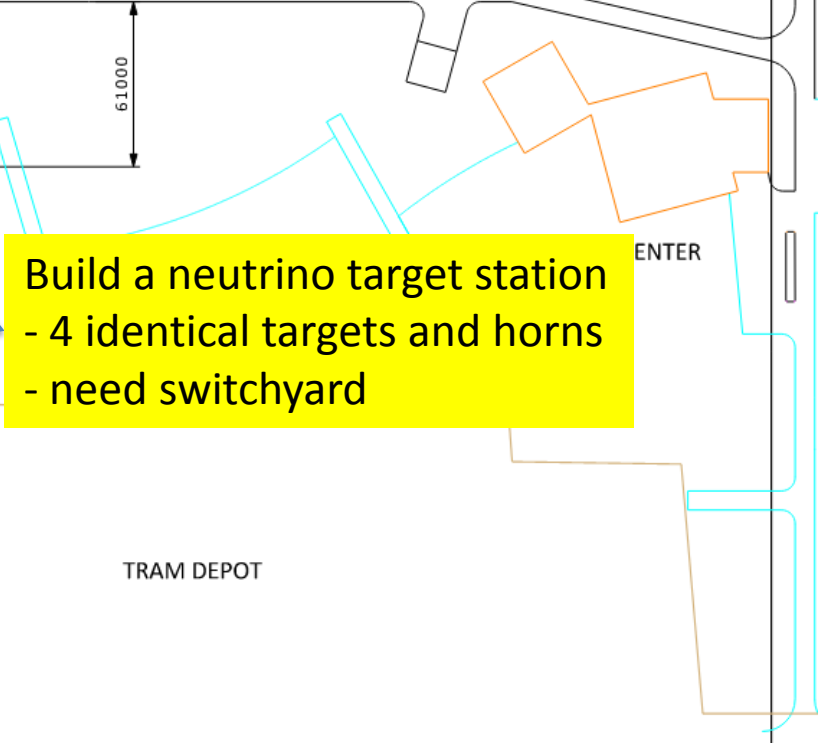 61000
ENTER
Build a neutrino target station
- 4 identical targets and horns
- need switchyard
TRAM DEPOT